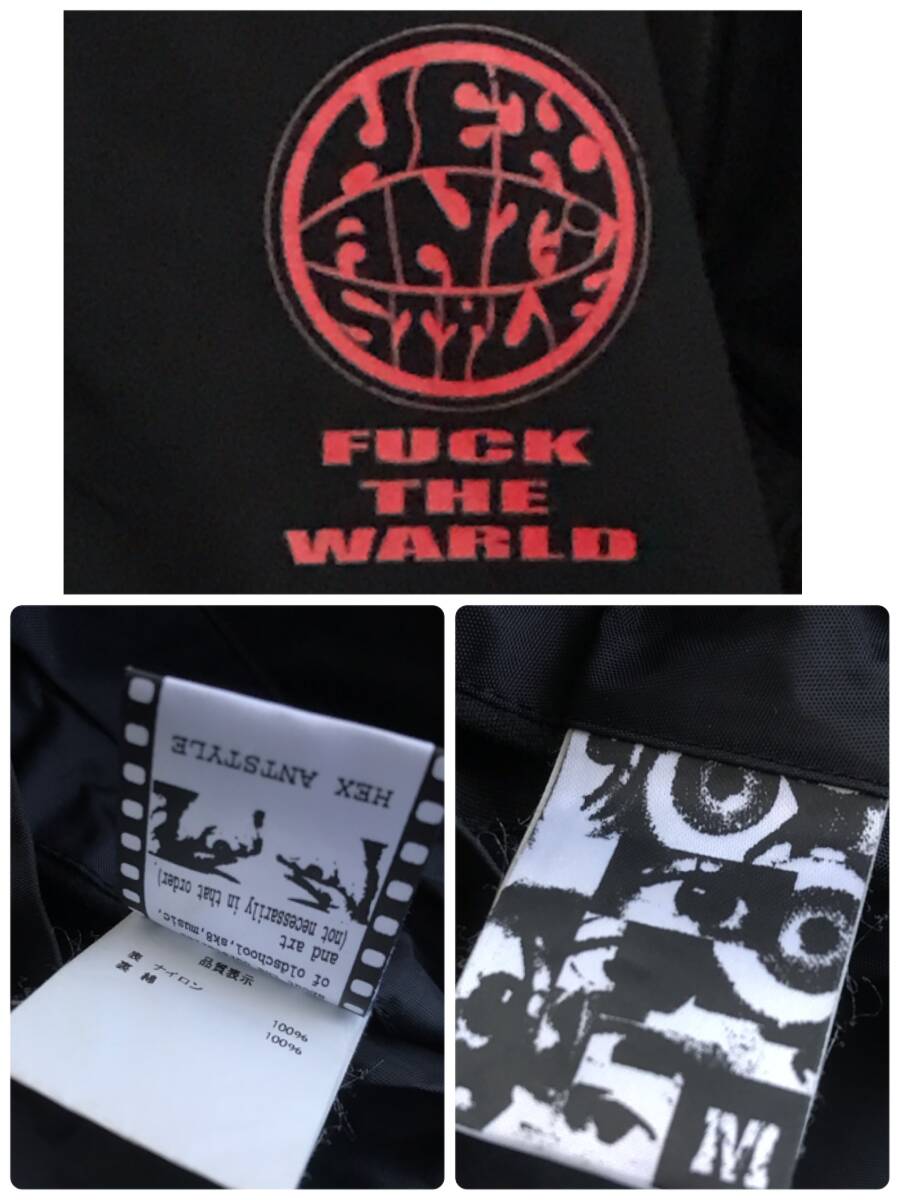 FUCK
THE
WARLD
HEX ANTSTYLE
of oldschool,sk8,music,
and art
(not necessarily in that order).
品質表示
表 ナイロン 100%
裏 綿 100%
M